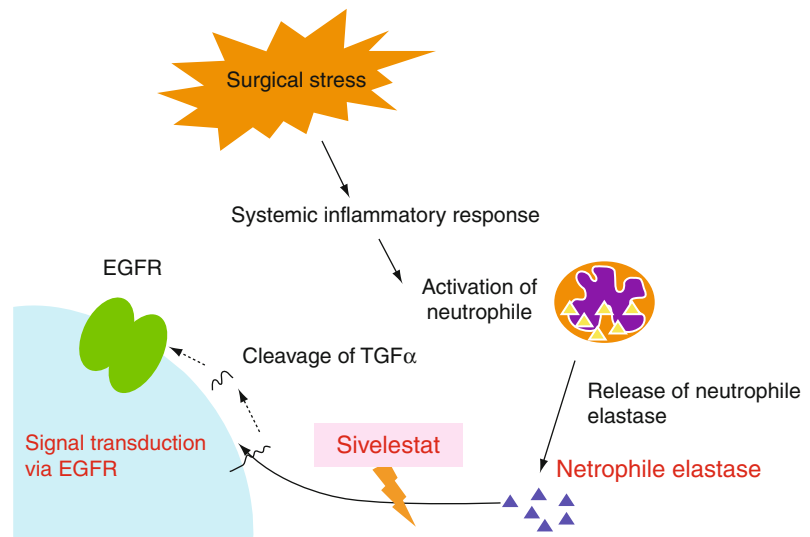 Surgical stress
Systemic inflammatory response
EGFR
Activation of
neutrophile
Cleavage of TGFα
Release of neutrophile
elastase
Signal transduction
via EGFR
Sivelestat
Netrophile elastase